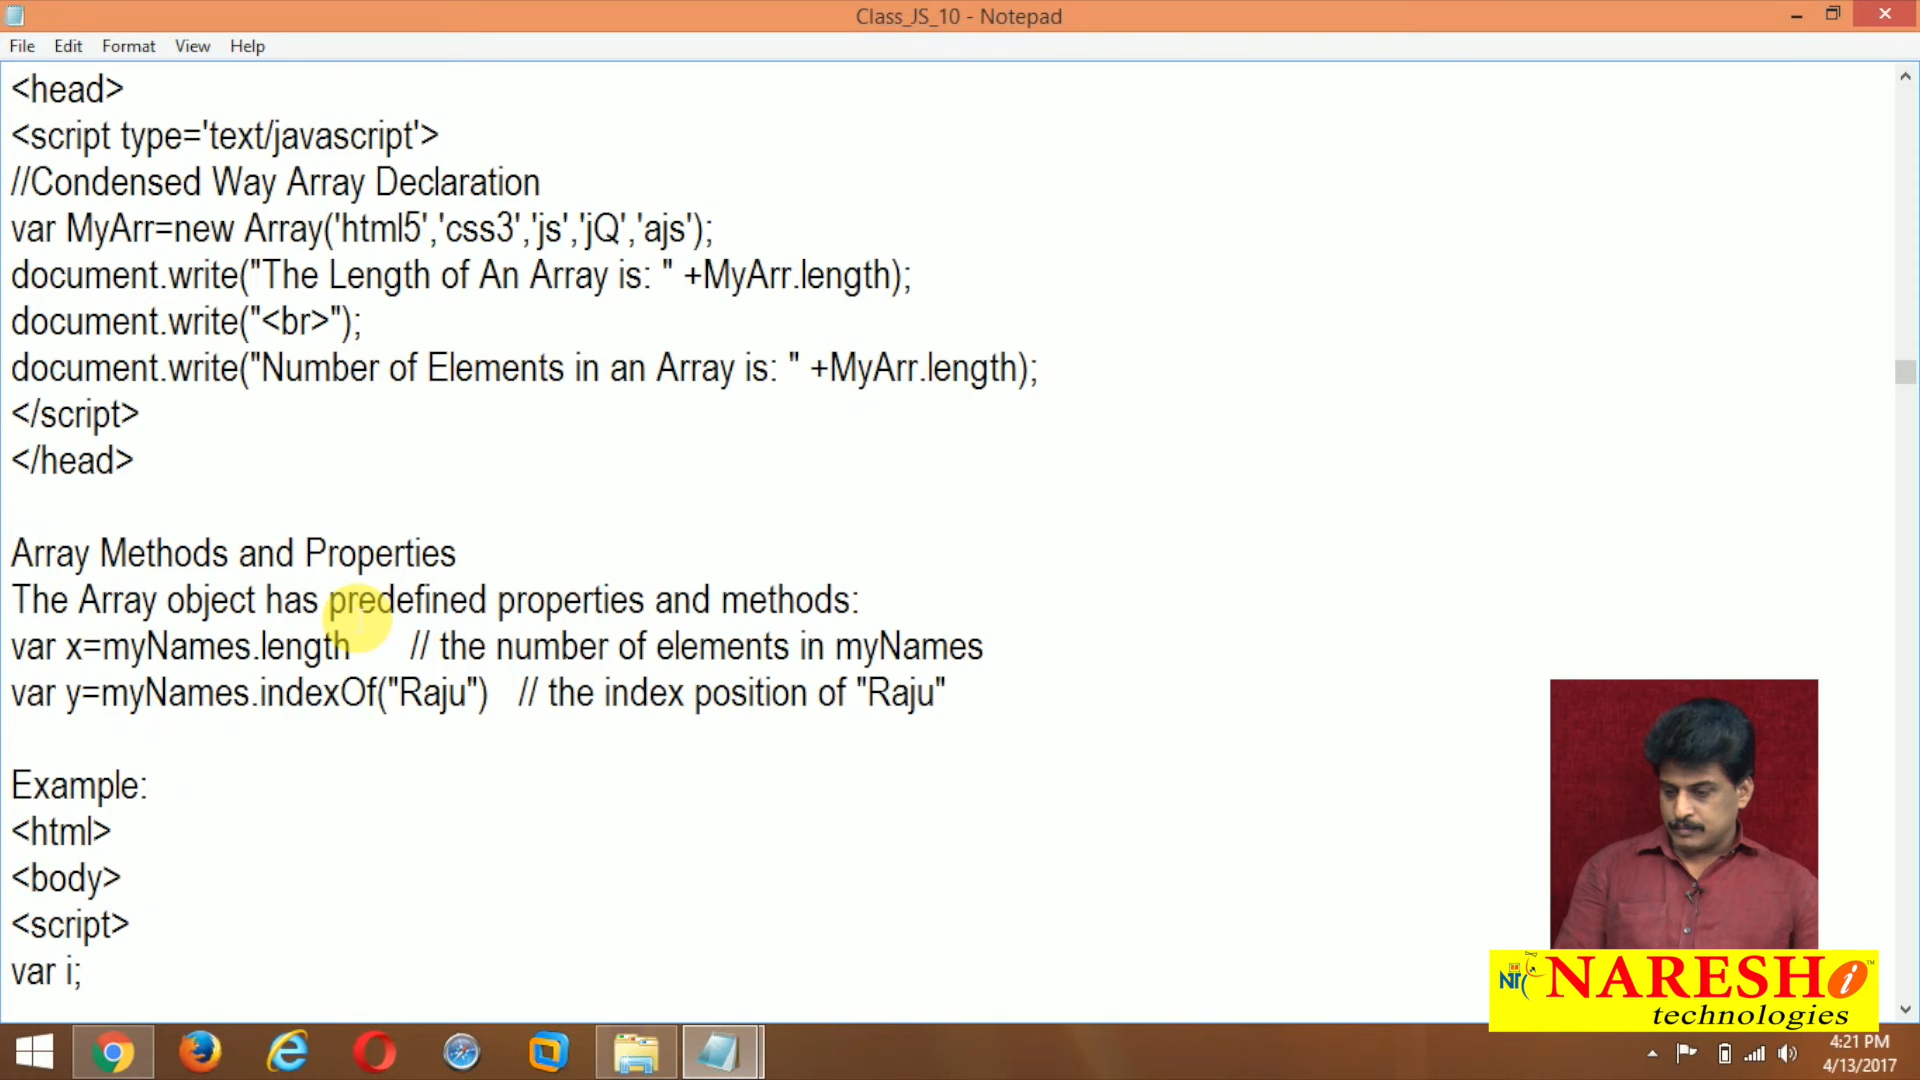 Class_JS_10 - Notepad
File Edit Format View Help
<head>
<script type='text/javascript'>
//Condensed Way Array Declaration
var MyArr=new Array('html5','css3','js','jQ','ajs');
document.write("The Length of An Array is: " +MyArr.length);
document.write("<br>");
document.write("Number of Elements in an Array is: " +MyArr.length);
</script>
</head>
Array Methods and Properties
The Array object has predefined properties and methods:
var x=myNames.length // the number of elements in myNames
var y=myNames.indexOf("Raju") // the index position of "Raju"
Example:
<html>
<body>
<script>
var i;
NARESH i
technologies
4:21 PM
4/13/2017